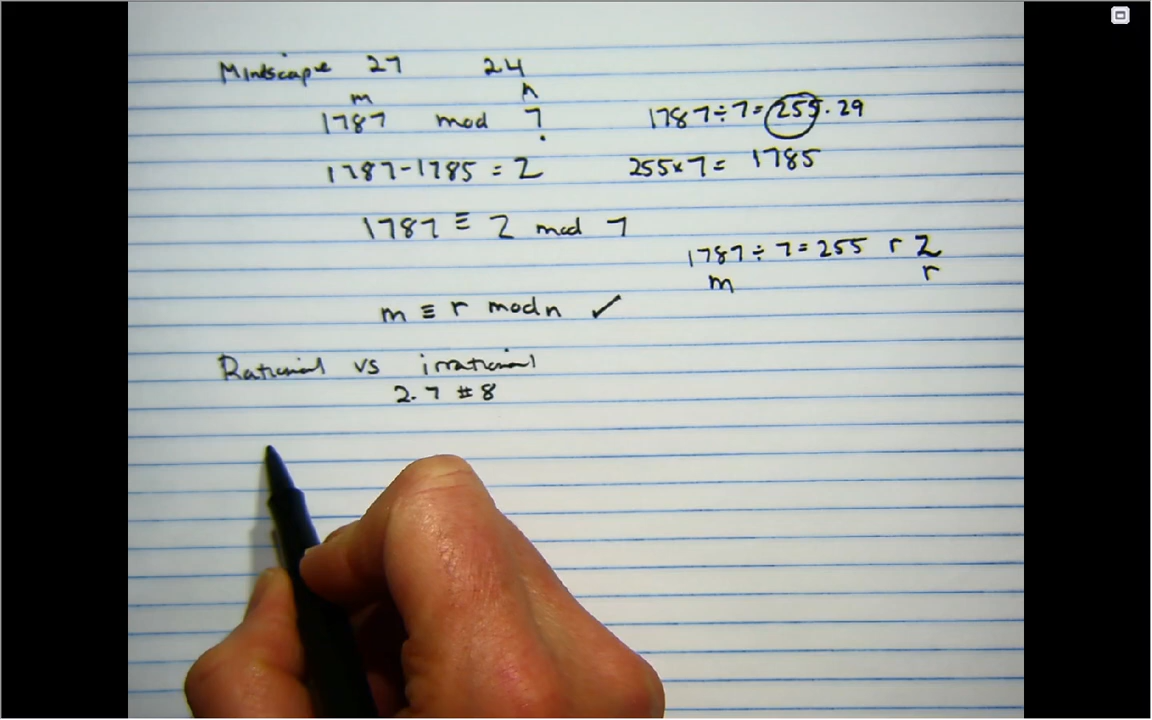 Mindscape 27 24
m n
1787 mod 7 1787÷7=255.29
1787-1785 = 2 255×7= 1785
1787 ≡ 2 mod 7
1787÷7=255 r 2
m r
m ≡ r mod n ✓
Rational vs irrational
2.7 #8